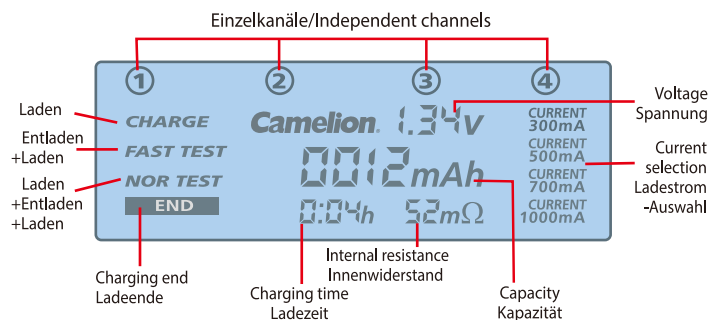 Einzelkanäle/Independent channels
① ② ③ ④
Laden
Entladen
+Laden
Laden
+Entladen
+Laden
CHARGE
FAST TEST
NOR TEST
END
Camelion. 1.34V
0012mAh
0:04h 52mΩ
CURRENT
300mA
CURRENT
500mA
CURRENT
700mA
CURRENT
1000mA
Voltage
Spannung
Current
selection
Ladestrom
-Auswahl
Charging end
Ladeende
Charging time
Ladezeit
Internal resistance
Innenwiderstand
Capacity
Kapazität